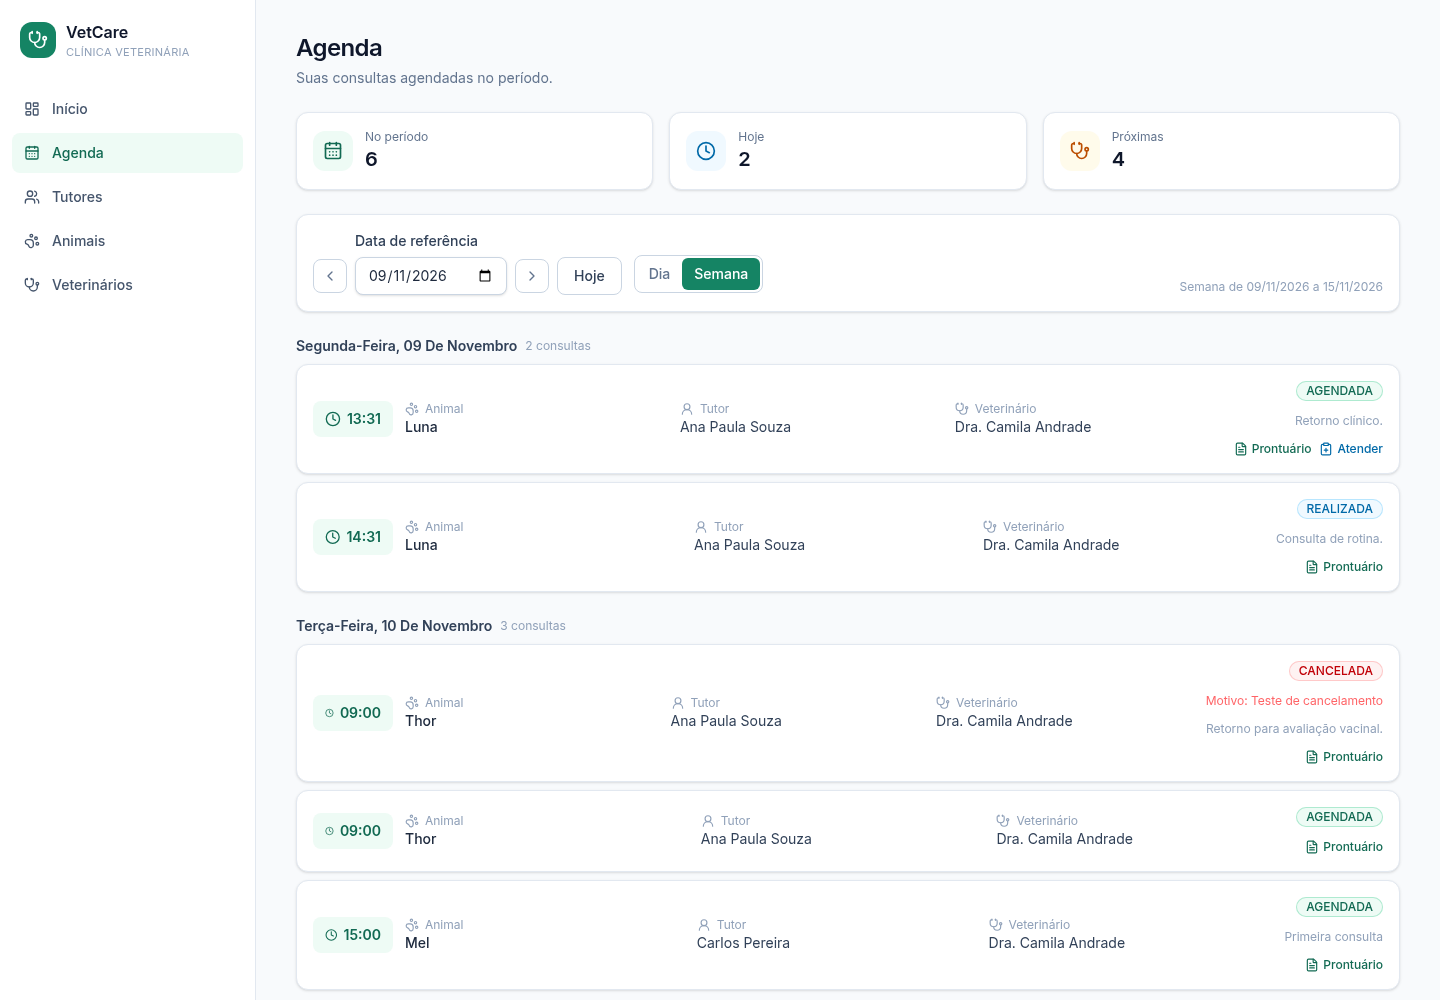 VetCare
CLÍNICA VETERINÁRIA
Início
Agenda
Tutores
Animais
Veterinários
Agenda
Suas consultas agendadas no período.
No período
6
Hoje
2
Próximas
4
Data de referência
09/11/2026
Hoje
Dia
Semana
Semana de 09/11/2026 a 15/11/2026
Segunda-Feira, 09 De Novembro 2 consultas
13:31
Animal
Luna
Tutor
Ana Paula Souza
Veterinário
Dra. Camila Andrade
AGENDADA
Retorno clínico.
Prontuário Atender
14:31
Animal
Luna
Tutor
Ana Paula Souza
Veterinário
Dra. Camila Andrade
REALIZADA
Consulta de rotina.
Prontuário
Terça-Feira, 10 De Novembro 3 consultas
09:00
Animal
Thor
Tutor
Ana Paula Souza
Veterinário
Dra. Camila Andrade
CANCELADA
Motivo: Teste de cancelamento
Retorno para avaliação vacinal.
Prontuário
09:00
Animal
Thor
Tutor
Ana Paula Souza
Veterinário
Dra. Camila Andrade
AGENDADA
Prontuário
15:00
Animal
Mel
Tutor
Carlos Pereira
Veterinário
Dra. Camila Andrade
AGENDADA
Primeira consulta
Prontuário